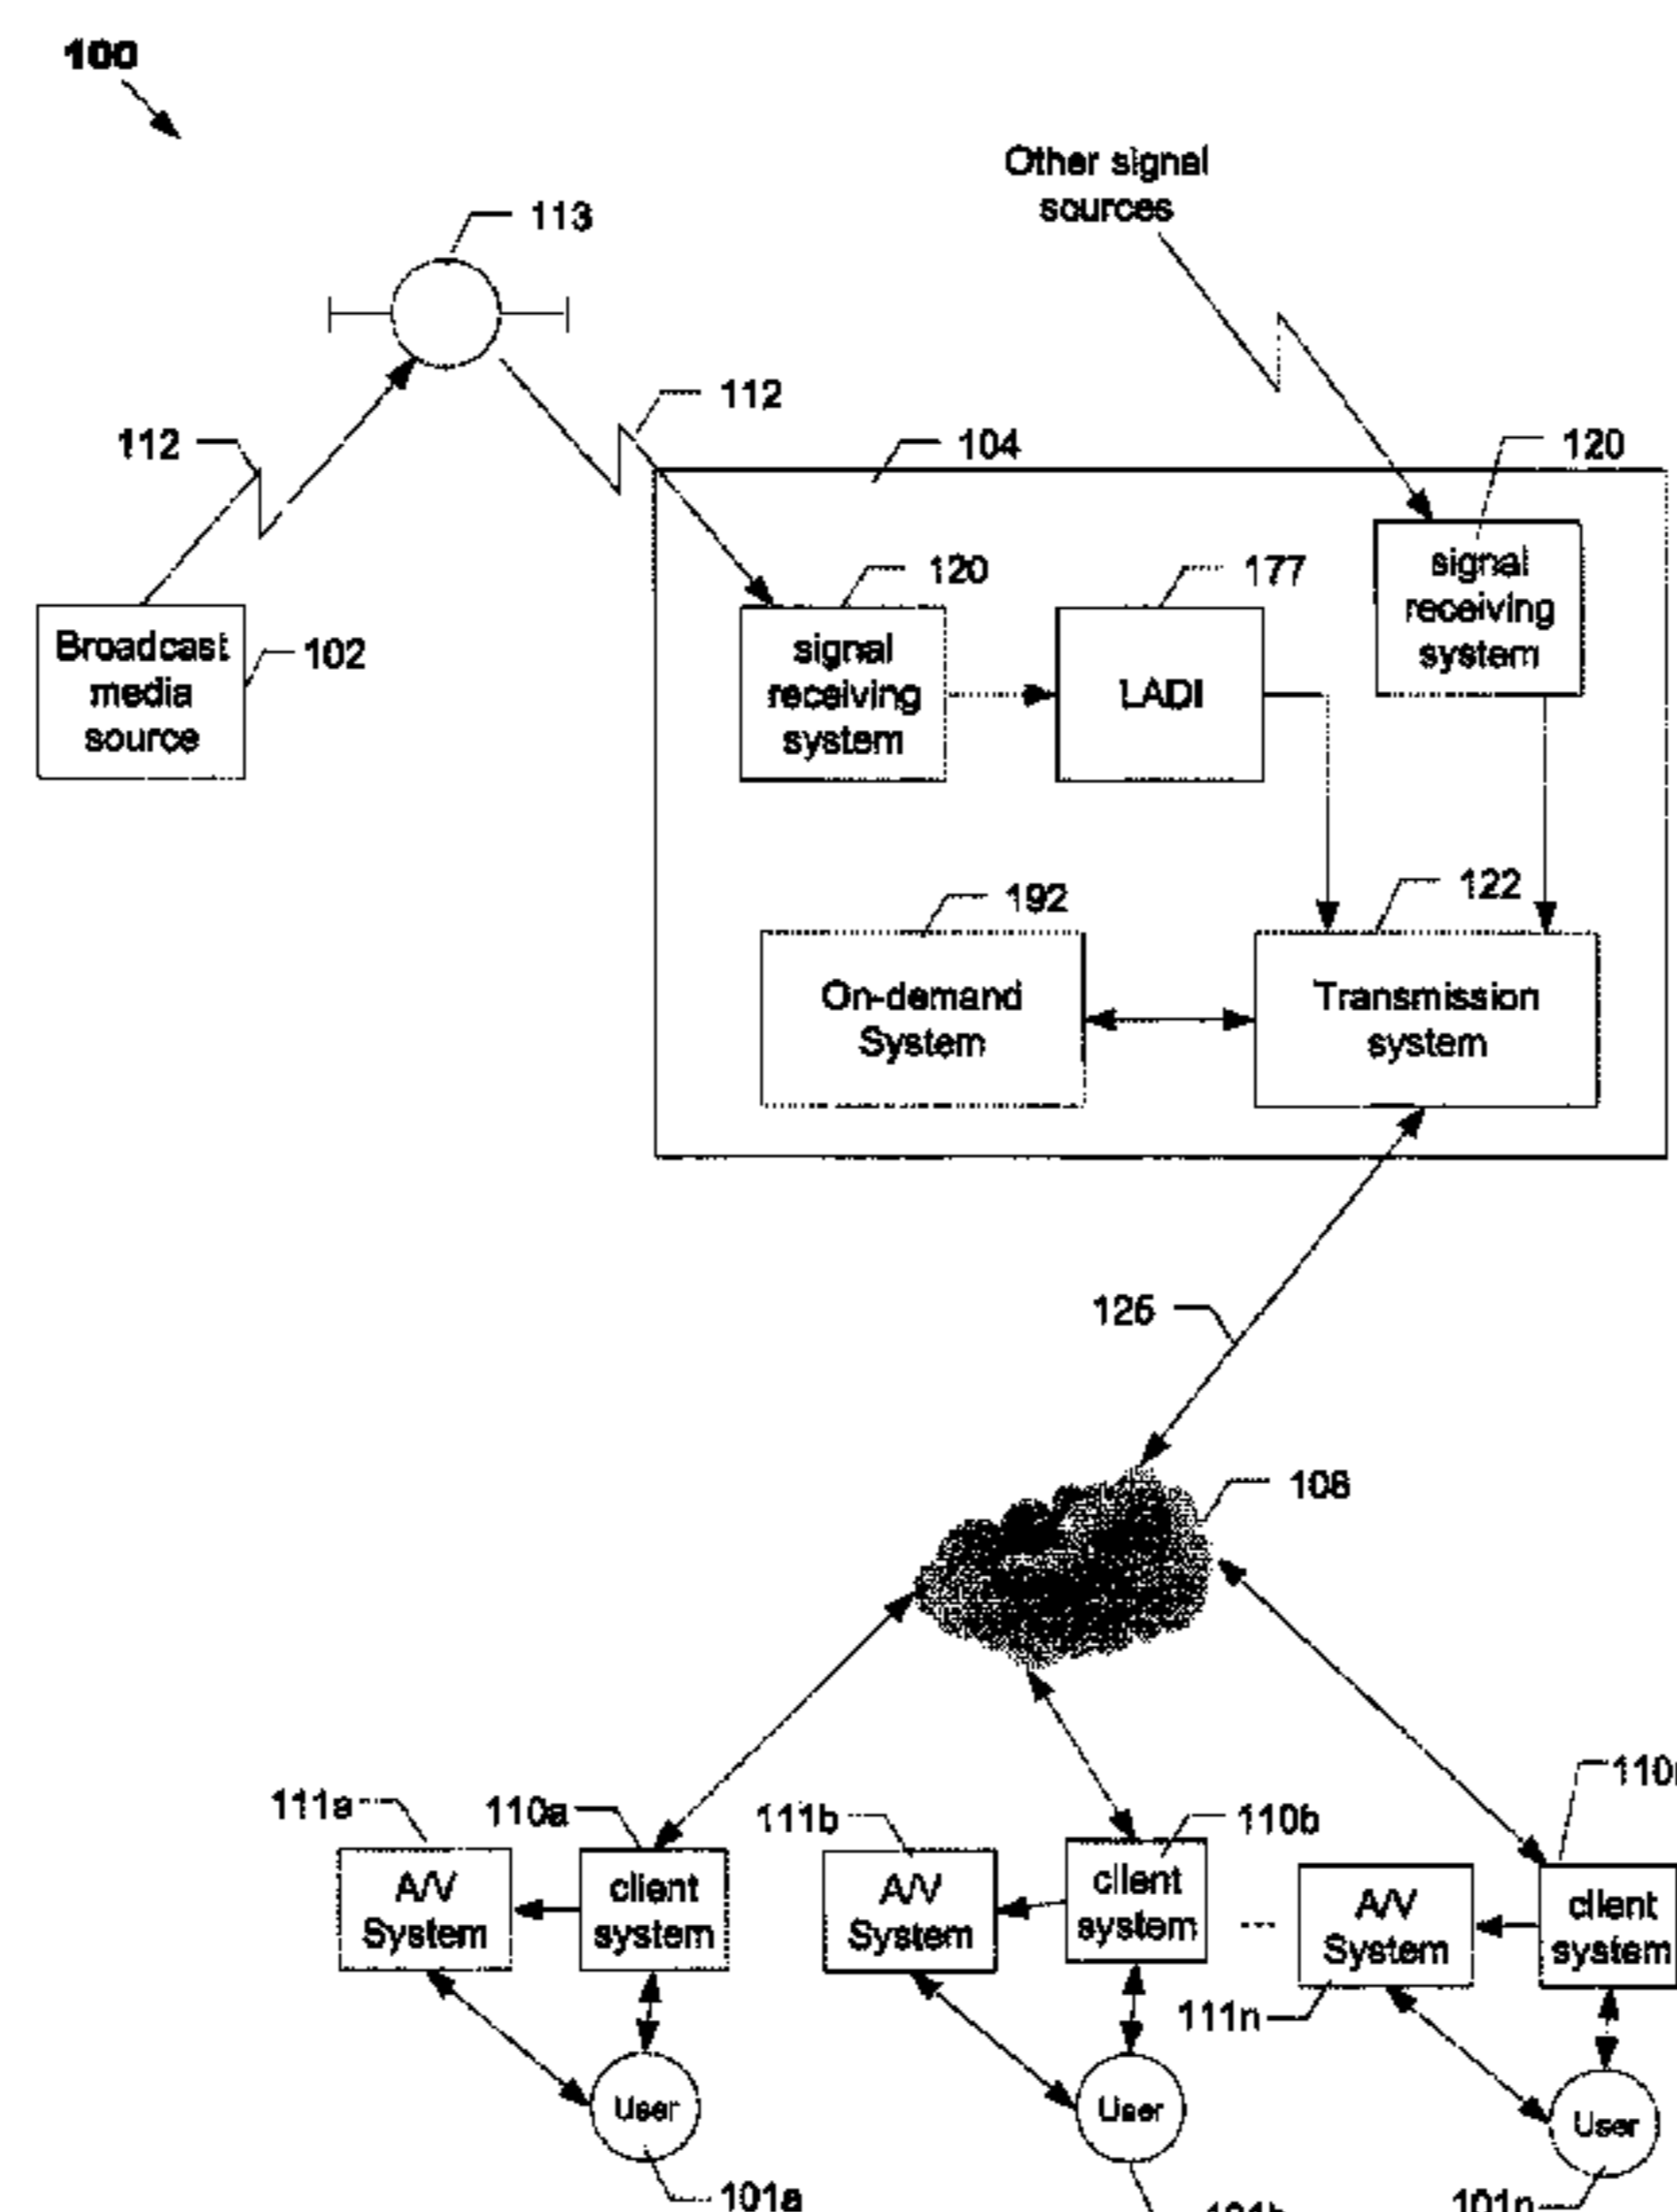 100
Other signal
sources
113
112
112
104
120
120
177
signal
receiving
system
Broadcast
media
source
102
signal
receiving
system
LADI
192
122
On-demand
System
Transmission
system
125
108
111a
110a
111b
110b
A/V
System
client
system
A/V
System
client
system
---
A/V
System
client
system
111n
User
User
User
101a
101n